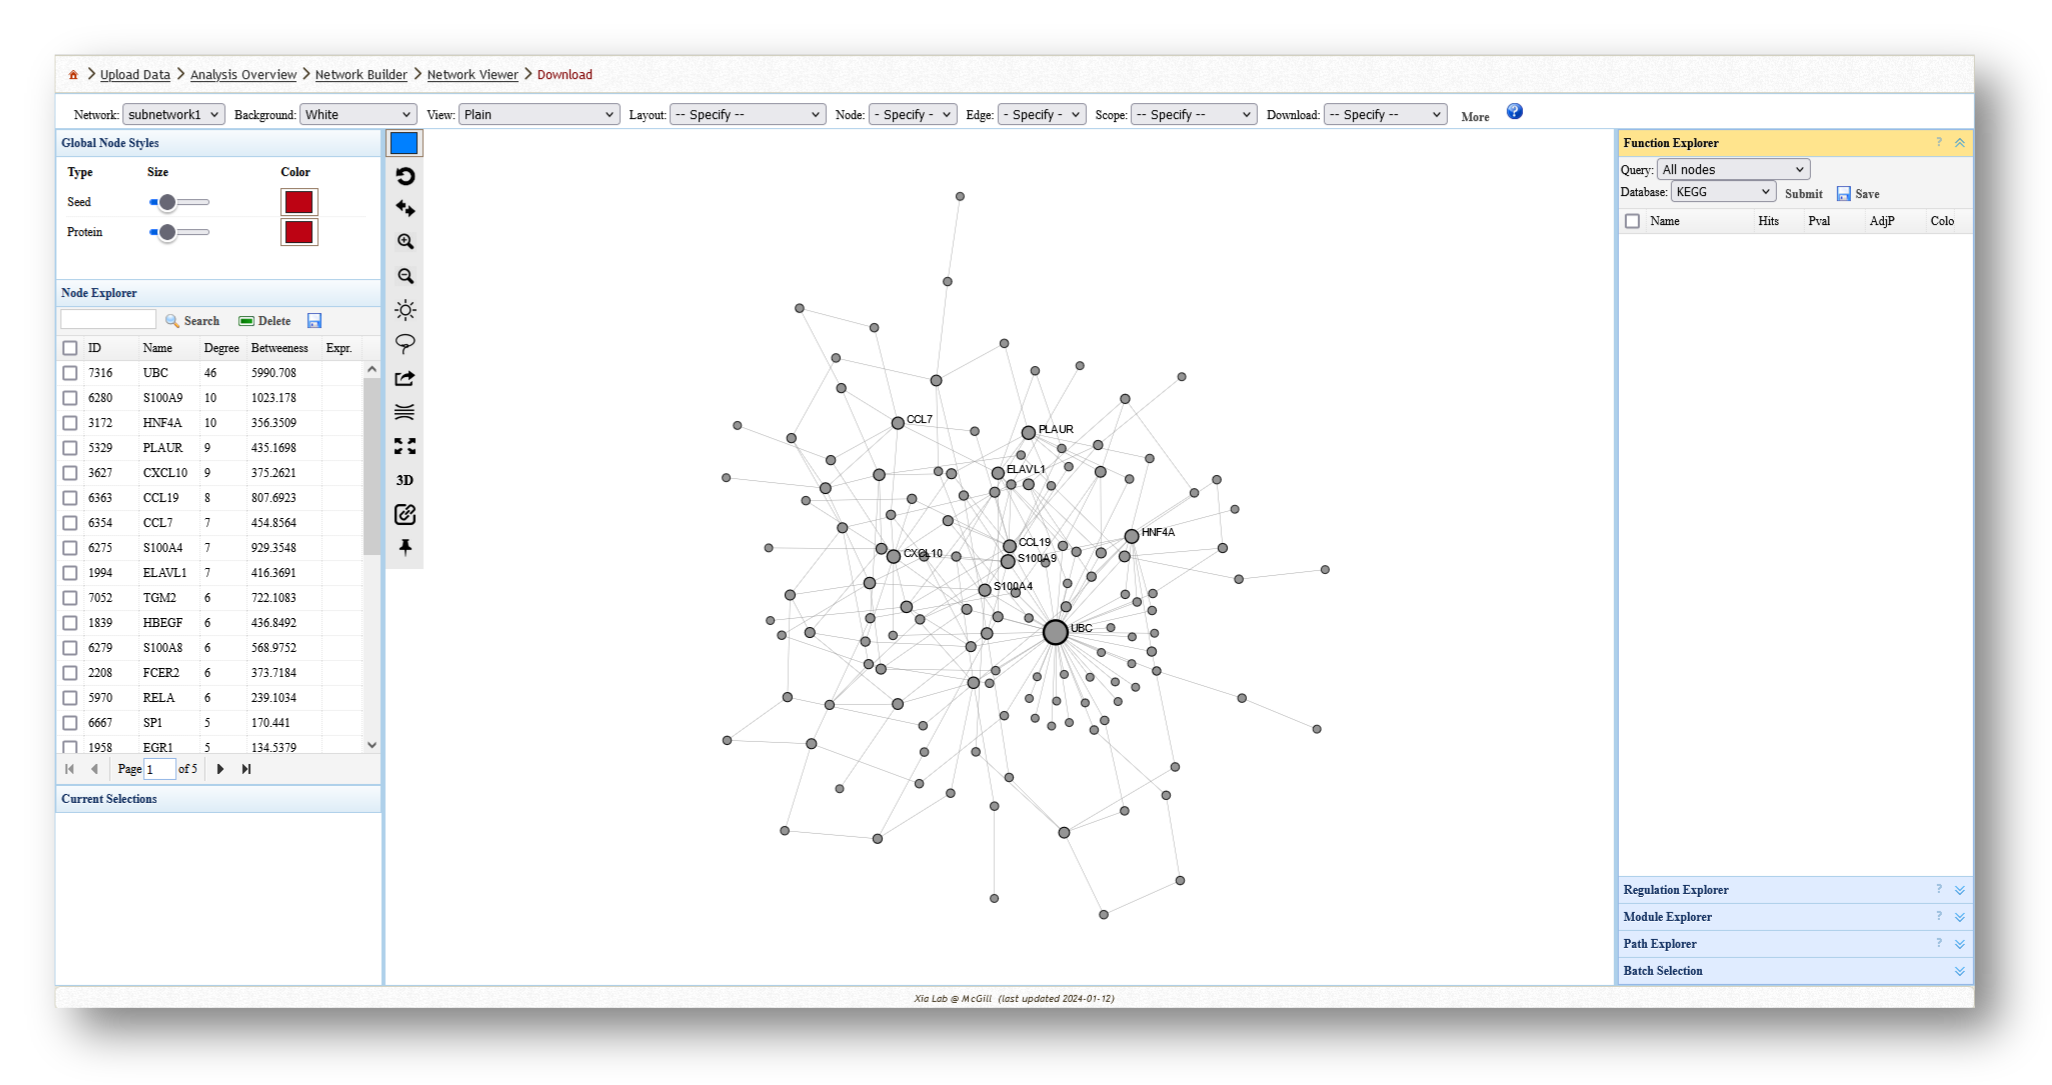 Upload Data > Analysis Overview > Network Builder > Network Viewer > Download
Network: subnetwork1 Background: White View: Plain Layout: -- Specify -- Node: - Specify - Edge: - Specify - Scope: -- Specify -- Download: -- Specify -- More ?
Global Node Styles
Type Size Color
Seed
Protein
Node Explorer
Search Delete
ID Name Degree Betweeness Expr.
7316 UBC 46 5990.708
6280 S100A9 10 1023.178
3172 HNF4A 10 356.3509
5329 PLAUR 9 435.1698
3627 CXCL10 9 375.2621
6363 CCL19 8 807.6923
6354 CCL7 7 454.8564
6275 S100A4 7 929.3548
1994 ELAVL1 7 416.3691
7052 TGM2 6 722.1083
1839 HBEGF 6 436.8492
6279 S100A8 6 568.9752
2208 FCER2 6 373.7184
5970 RELA 6 239.1034
6667 SP1 5 170.441
1958 EGR1 5 134.5379
Page 1 of 5
Current Selections
3D
CCL7
PLAUR
ELAVL1
HNF4A
CCL19
CXCL10
S100A9
S100A4
UBC
Function Explorer ?
Query: All nodes
Database: KEGG Submit Save
Name Hits Pval AdjP Colo
Regulation Explorer ?
Module Explorer ?
Path Explorer ?
Batch Selection
Xia Lab @ McGill (last updated 2024-01-12)